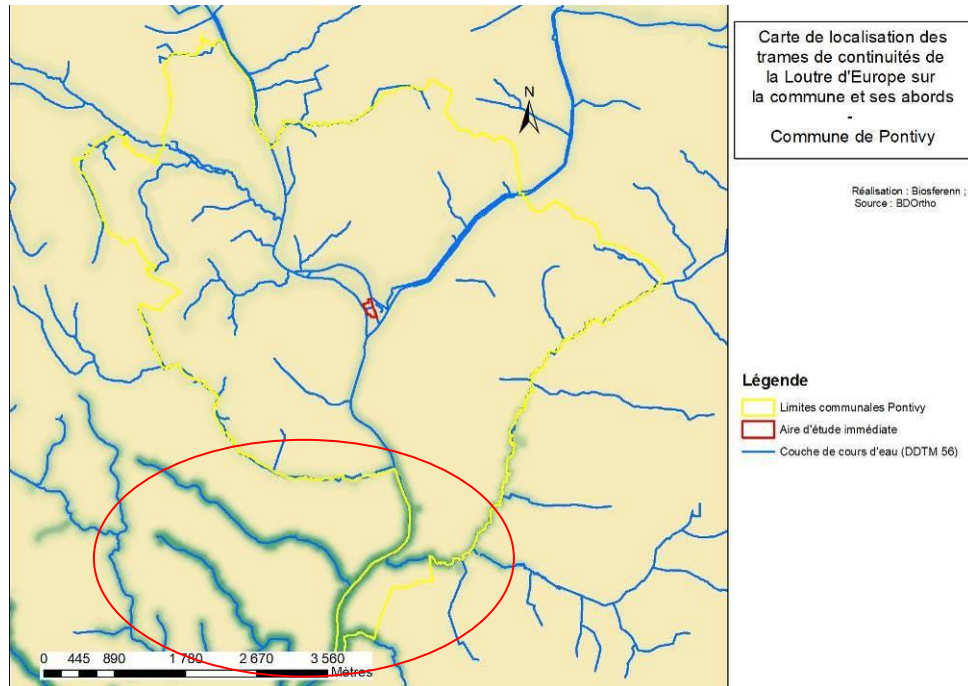 Carte de localisation des
trames de continuités de
la Loutre d'Europe sur
la commune et ses abords
-
Commune de Pontivy
Réalisation : Biosferenn ;
Source : BDOrtho
N
Légende
Limites communales Pontivy
Aire d'étude immédiate
Couche de cours d'eau (DDTM 56)
0 445 890 1 780 2 670 3 560
Mètres